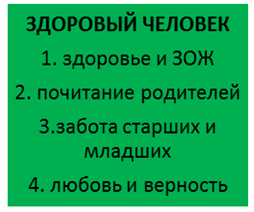 ЗДОРОВЫЙ ЧЕЛОВЕК
1. здоровье и ЗОЖ
2. почитание родителей
3.забота старших и
младших
4. любовь и верность